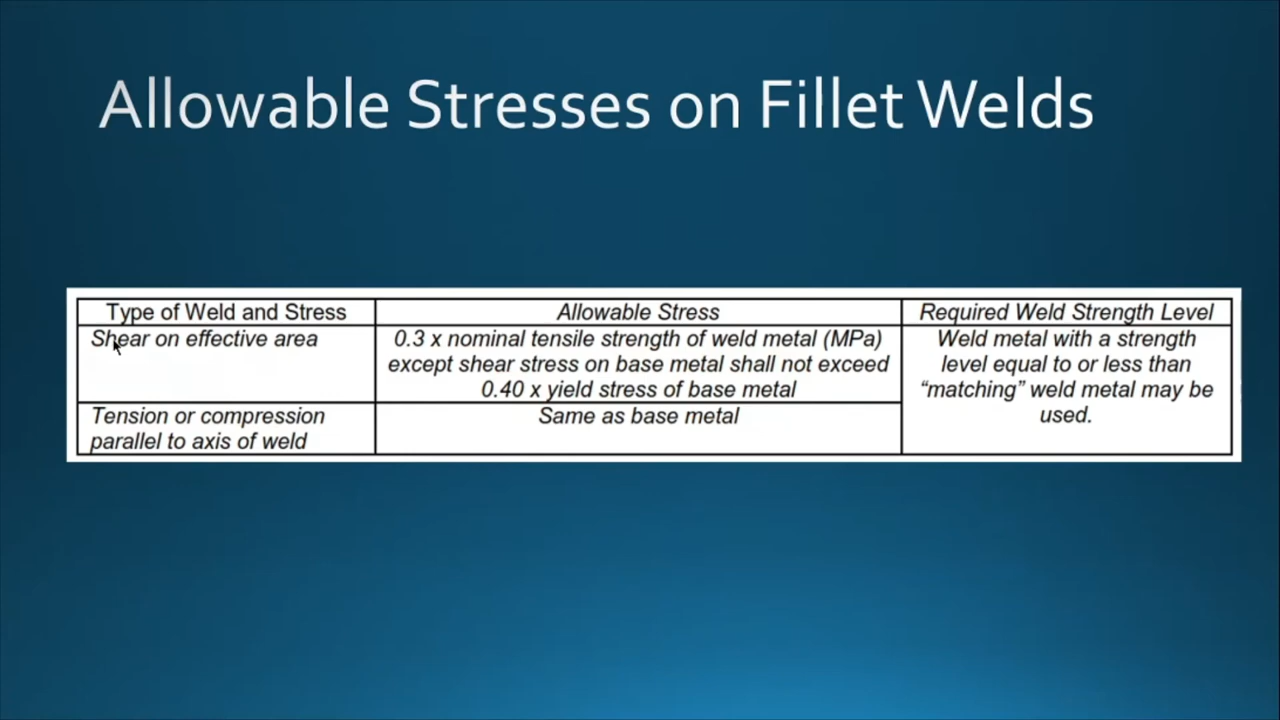 Allowable Stresses on Fillet Welds
Type of Weld and Stress
Allowable Stress
Required Weld Strength Level
Shear on effective area
0.3 x nominal tensile strength of weld metal (MPa)
except shear stress on base metal shall not exceed
0.40 x yield stress of base metal
Weld metal with a strength
level equal to or less than
“matching” weld metal may be
used.
Tension or compression
parallel to axis of weld
Same as base metal